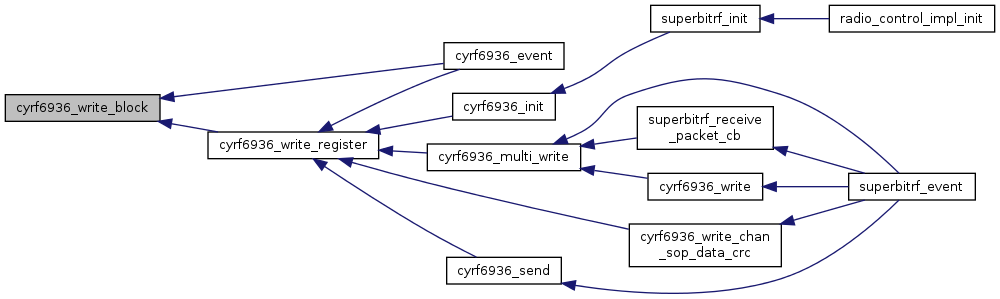 superbitrf_init
radio_control_impl_init
cyrf6936_event
cyrf6936_write_block
cyrf6936_init
superbitrf_receive
_packet_cb
cyrf6936_write_register
cyrf6936_multi_write
cyrf6936_write
superbitrf_event
cyrf6936_write_chan
_sop_data_crc
cyrf6936_send